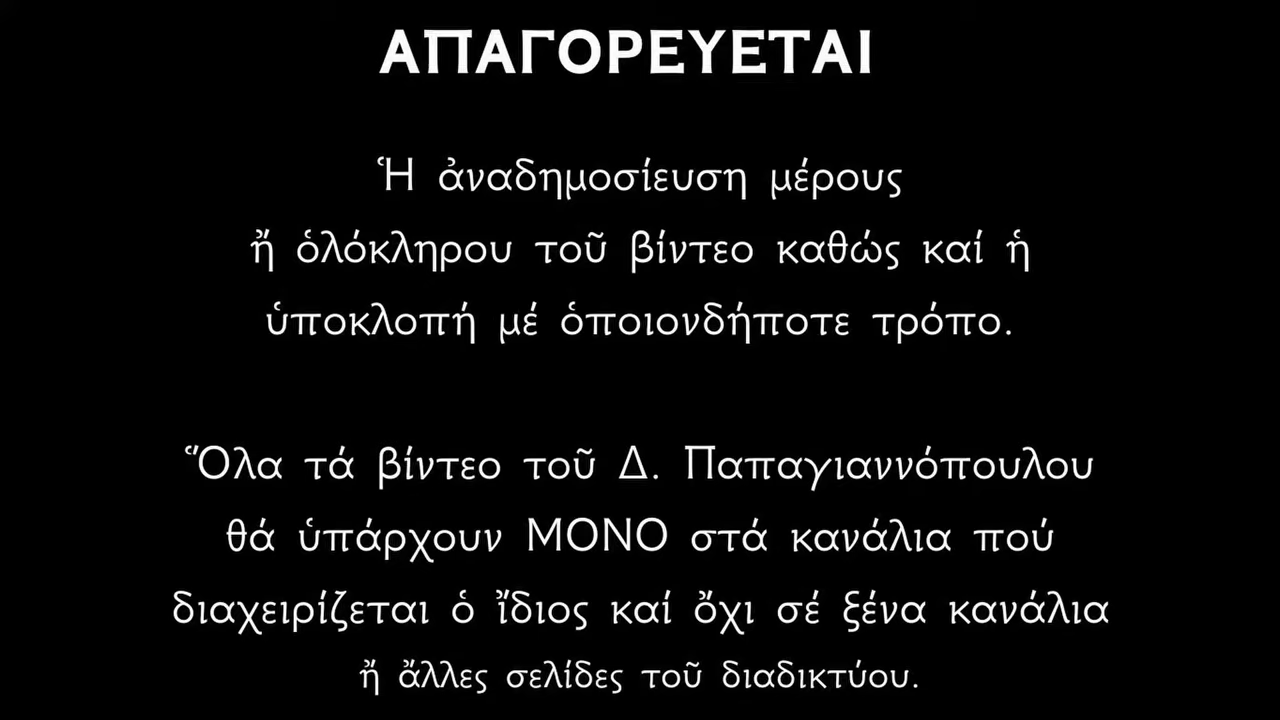 ΑΠΑΓΟΡΕΥΕΤΑΙ
Ἡ ἀναδημοσίευση μέρους
ἤ ὁλόκληρου τοῦ βίντεο καθώς καί ἡ
ὑποκλοπή μέ ὁποιονδήποτε τρόπο.
Ὅλα τά βίντεο τοῦ Δ. Παπαγιαννόπουλου
θά ὑπάρχουν ΜΟΝΟ στά κανάλια πού
διαχειρίζεται ὁ ἴδιος καί ὄχι σέ ξένα κανάλια
ἤ ἄλλες σελίδες τοῦ διαδικτύου.